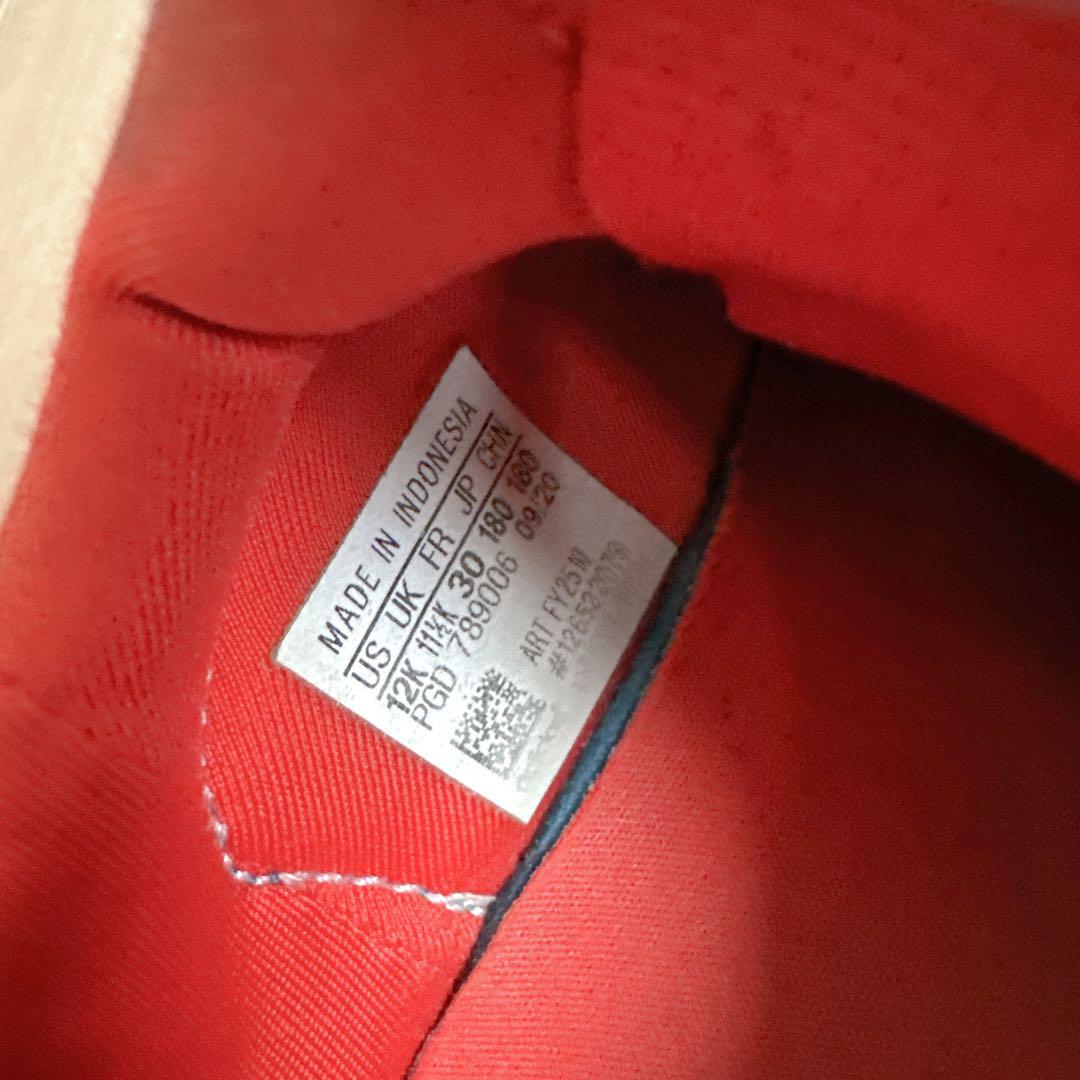 MADE IN INDONESIA
US UK FR JP CHN
12K 11½K 30 180 180
PGD 789006 09/20
ART FY2510